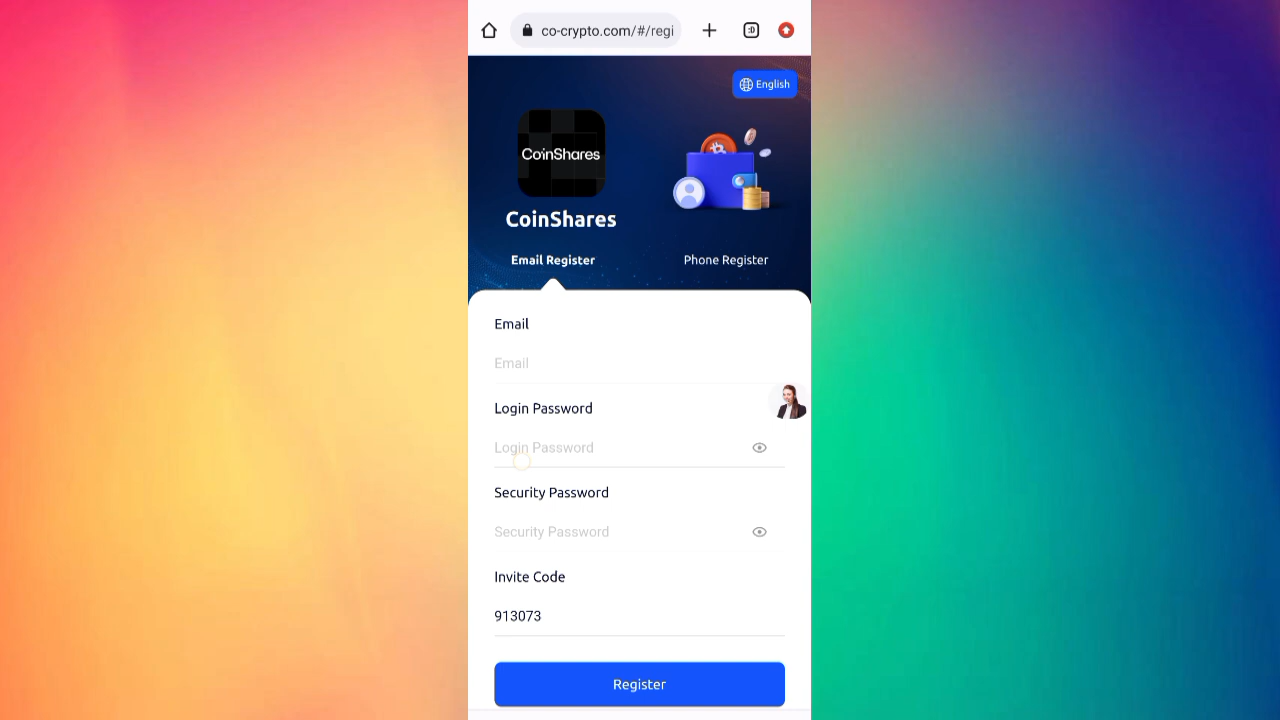 co-crypto.com/#/regi
:D
English
CoinShares
CoinShares
Email Register
Phone Register
Email
Email
Login Password
Login Password
Security Password
Security Password
Invite Code
913073
Register